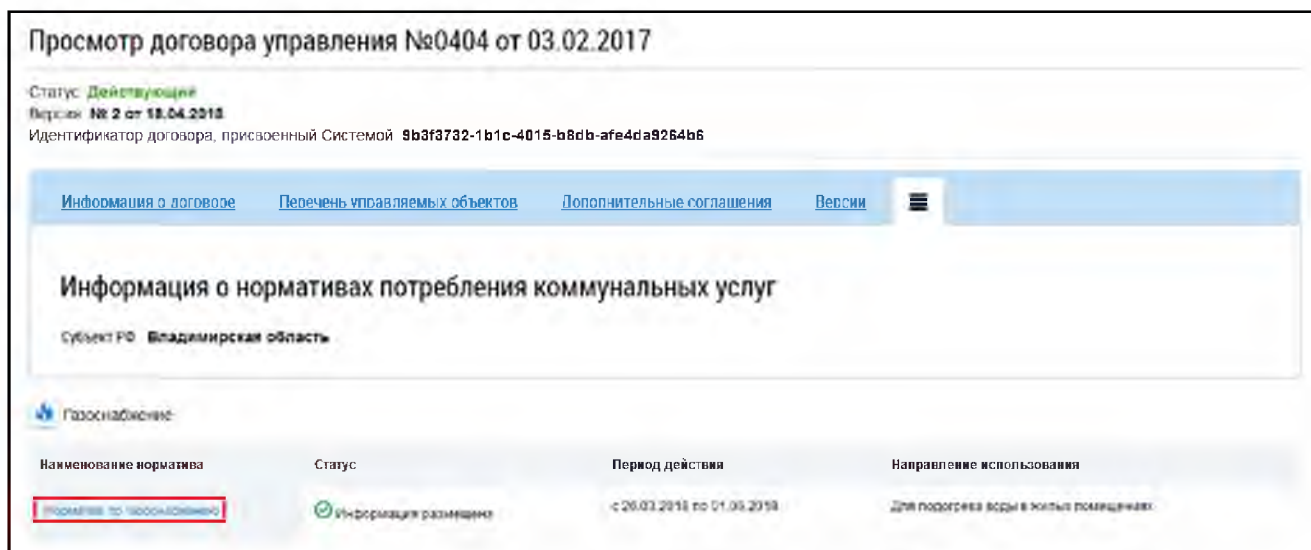 Просмотр договора управления №0404 от 03.02.2017
Статус Действующий
Версия № 2 от 18.04.2018
Идентификатор договора, присвоенный Системой 9b3f3732-1b1c-4015-b8db-afe4da9264b6
Информация о договоре Перечень управляемых объектов Дополнительные соглашения Версии
Информация о нормативах потребления коммунальных услуг
Субъект РФ Владимирская область
Газоснабжение
Наименование норматива Статус Период действия Направление использования
Норматив по газоснабжению Информация размещена с 26.03.2018 по Для подогрева воды в жилых помещениях